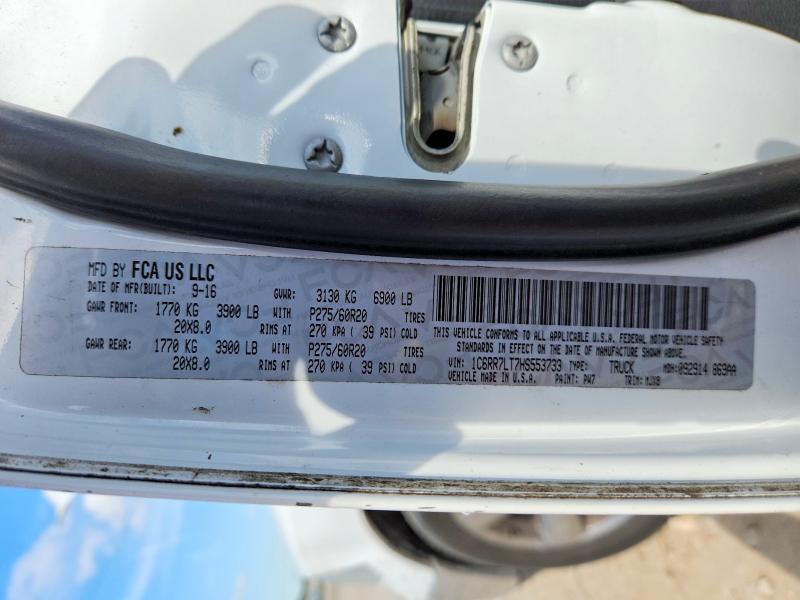 MFD BY FCA US LLC
DATE OF MFR(BUILT): 9-16 GVWR: 3130 KG 6900 LB
GAWR FRONT: 1770 KG 3900 LB WITH P275/60R20 TIRES
20X8.0 RIMS AT 270 KPA ( 39 PSI) COLD
GAWR REAR: 1770 KG 3900 LB WITH P275/60R20 TIRES
20X8.0 RIMS AT 270 KPA ( 39 PSI) COLD
THIS VEHICLE CONFORMS TO ALL APPLICABLE U.S.A. FEDERAL MOTOR VEHICLE SAFETY
STANDARDS IN EFFECT ON THE DATE OF MANUFACTURE SHOWN ABOVE.
VIN: 1C6RR7LT7HS553733 TYPE: TRUCK MDH:092914 869AA
VEHICLE MADE IN U.S.A. PAINT: PW7 TRIM: MJX8